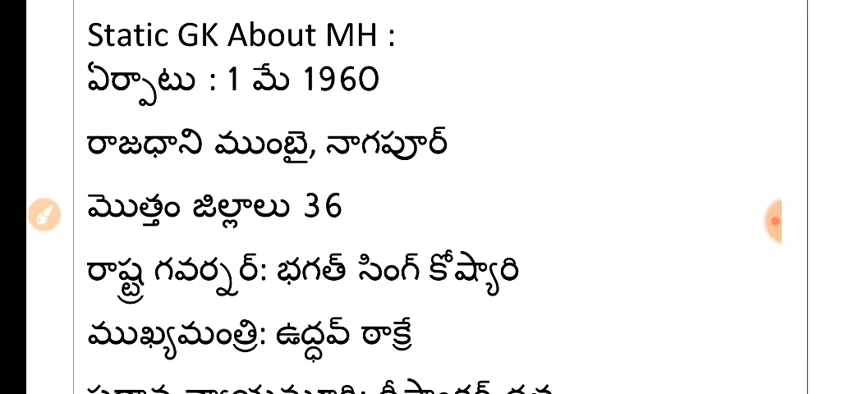 Static GK About MH :
ఏర్పాటు : 1 మే 1960
రాజధాని ముంబై, నాగపూర్
మొత్తం జిల్లాలు 36
రాష్ట్ర గవర్నర్: భగత్ సింగ్ కోష్యారి
ముఖ్యమంత్రి: ఉద్ధవ్ ఠాక్రే